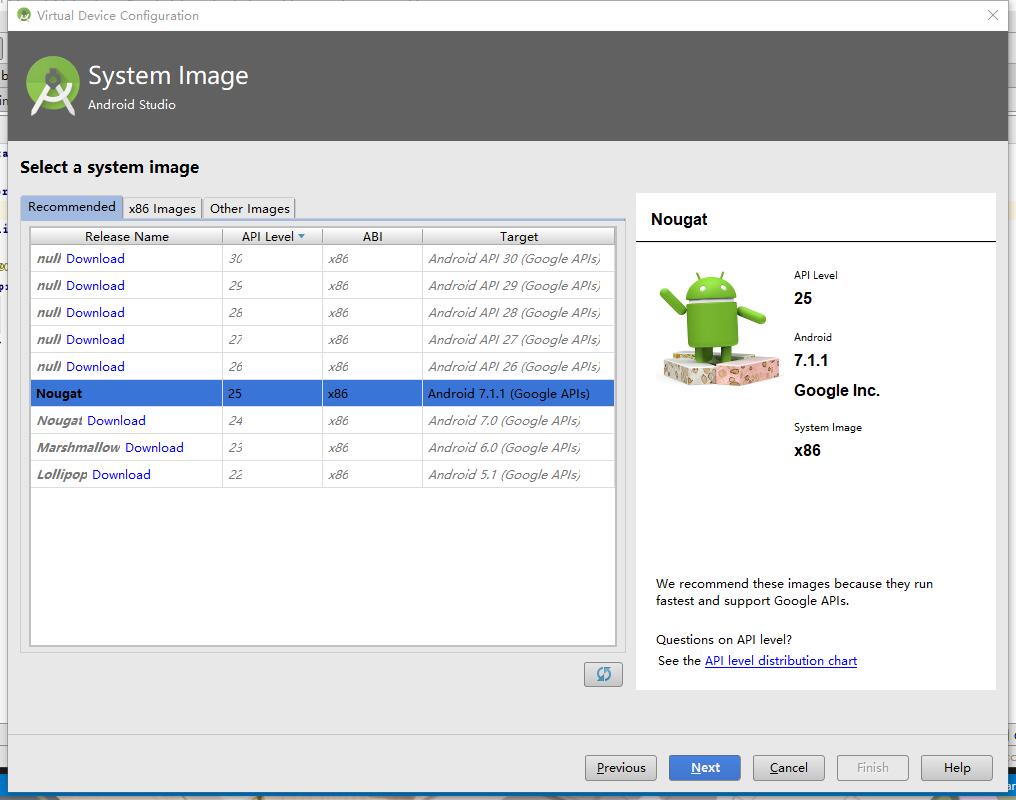 Virtual Device Configuration
System Image
Android Studio
Select a system image
Recommended x86 Images Other Images
Release Name API Level ABI Target
null Download 30 x86 Android API 30 (Google APIs)
null Download 29 x86 Android API 29 (Google APIs)
null Download 28 x86 Android API 28 (Google APIs)
null Download 27 x86 Android API 27 (Google APIs)
null Download 26 x86 Android API 26 (Google APIs)
Nougat 25 x86 Android 7.1.1 (Google APIs)
Nougat Download 24 x86 Android 7.0 (Google APIs)
Marshmallow Download 23 x86 Android 6.0 (Google APIs)
Lollipop Download 22 x86 Android 5.1 (Google APIs)
Nougat
API Level
25
Android
7.1.1
Google Inc.
System Image
x86
We recommend these images because they run
fastest and support Google APIs.
Questions on API level?
See the API level distribution chart
Previous Next Cancel Finish Help